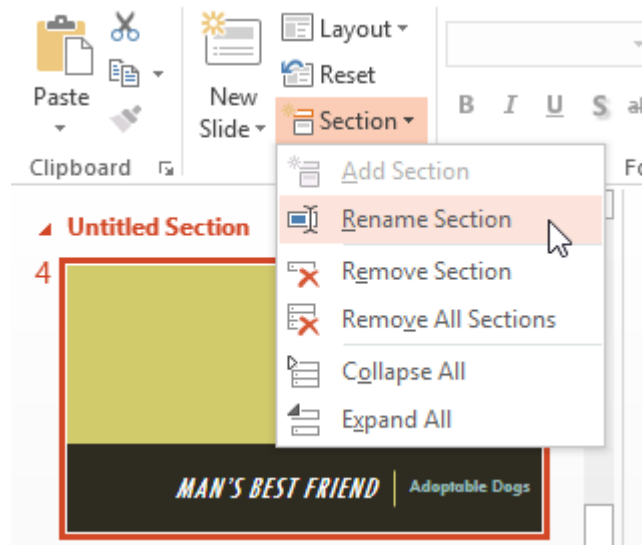 Paste
New
Slide
Layout
Reset
Section
B I U S
Clipboard
Add Section
Rename Section
Remove Section
Remove All Sections
Collapse All
Expand All
Untitled Section
4
MAN'S BEST FRIEND
Adoptable Dogs